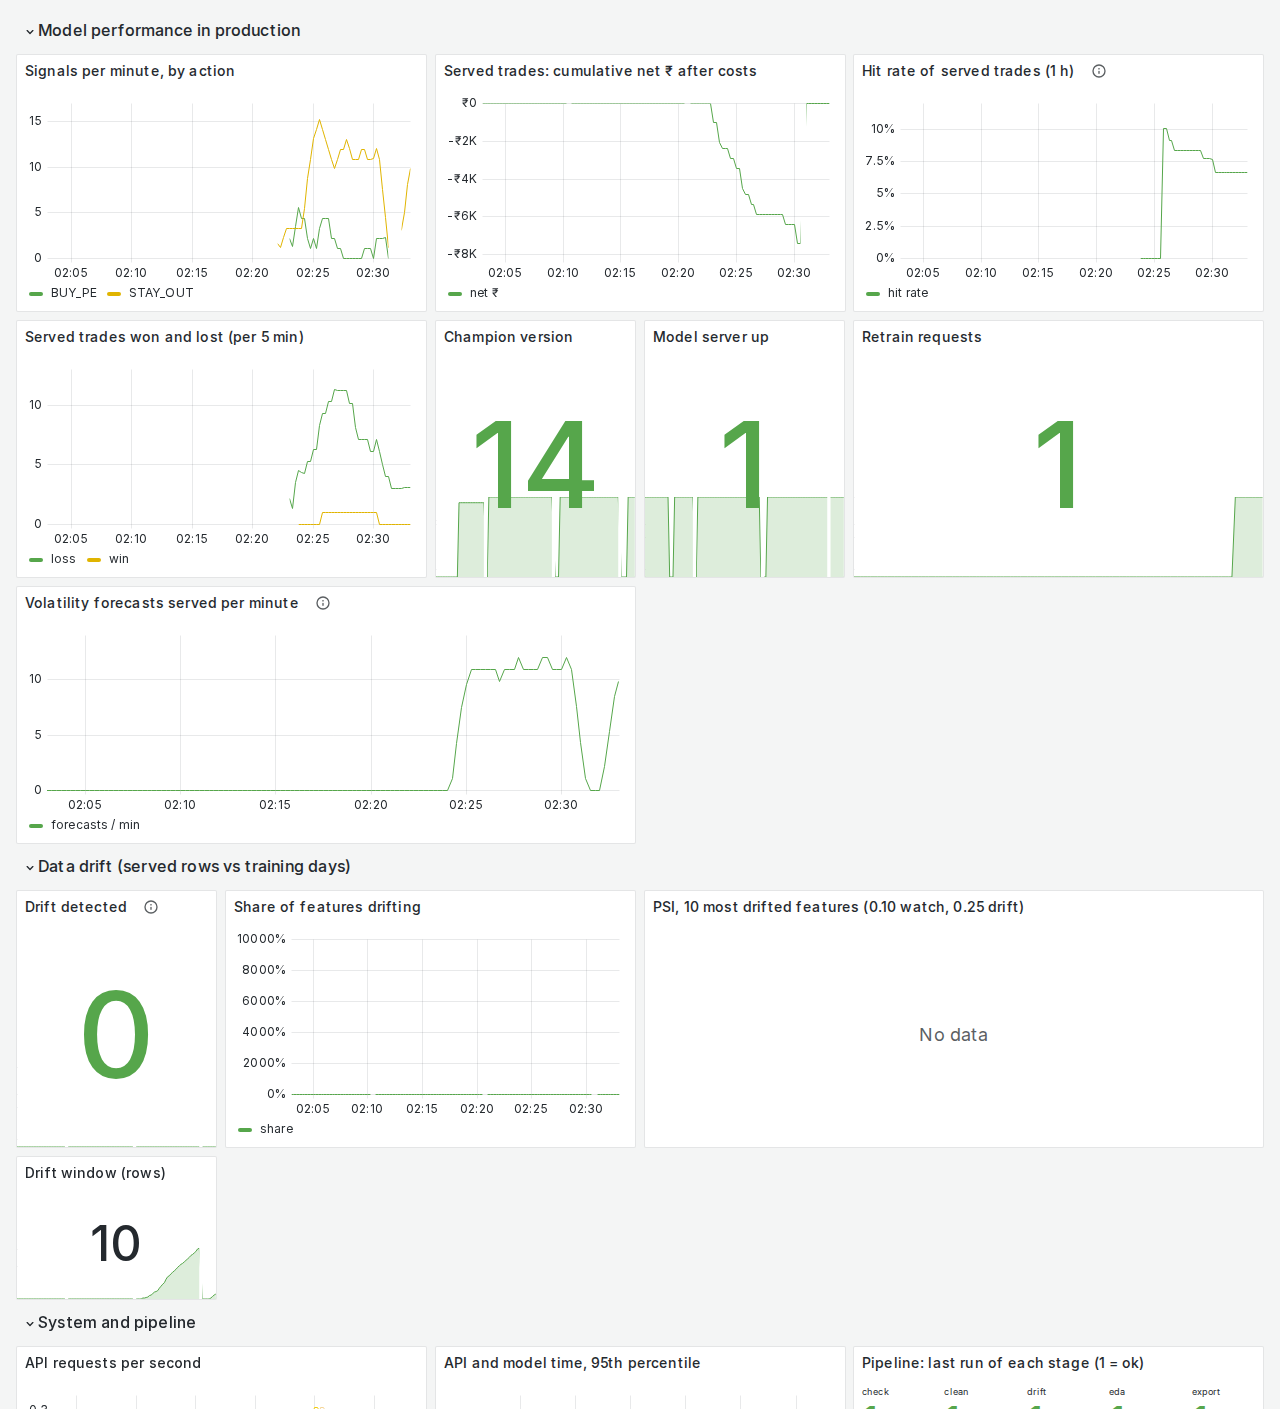 Model performance in production
Signals per minute, by action
15
10
5
0
02:05 02:10 02:15 02:20 02:25 02:30
BUY_PE STAY_OUT
Served trades: cumulative net ₹ after costs
₹0
-₹2K
-₹4K
-₹6K
-₹8K
02:05 02:10 02:15 02:20 02:25 02:30
net ₹
Hit rate of served trades (1 h)
10%
7.5%
5%
2.5%
0%
02:05 02:10 02:15 02:20 02:25 02:30
hit rate
Served trades won and lost (per 5 min)
10
5
0
02:05 02:10 02:15 02:20 02:25 02:30
loss win
Champion version
14
Model server up
1
Retrain requests
1
Volatility forecasts served per minute
10
5
0
02:05 02:10 02:15 02:20 02:25 02:30
forecasts / min
Data drift (served rows vs training days)
Drift detected
0
Share of features drifting
10000%
8000%
6000%
4000%
2000%
0%
02:05 02:10 02:15 02:20 02:25 02:30
share
PSI, 10 most drifted features (0.10 watch, 0.25 drift)
No data
Drift window (rows)
10
System and pipeline
API requests per second
API and model time, 95th percentile
Pipeline: last run of each stage (1 = ok)
check clean drift eda export